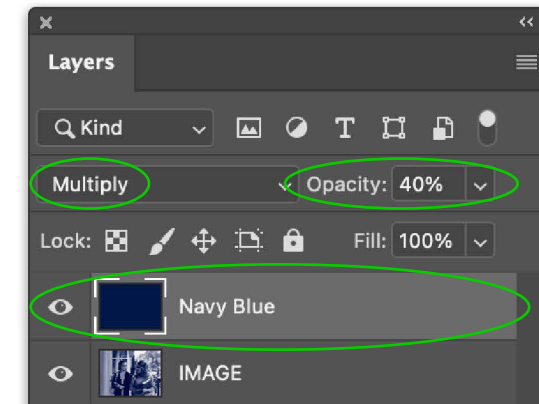 Layers
Kind
Multiply Opacity: 40%
Lock: Fill: 100%
Navy Blue
IMAGE